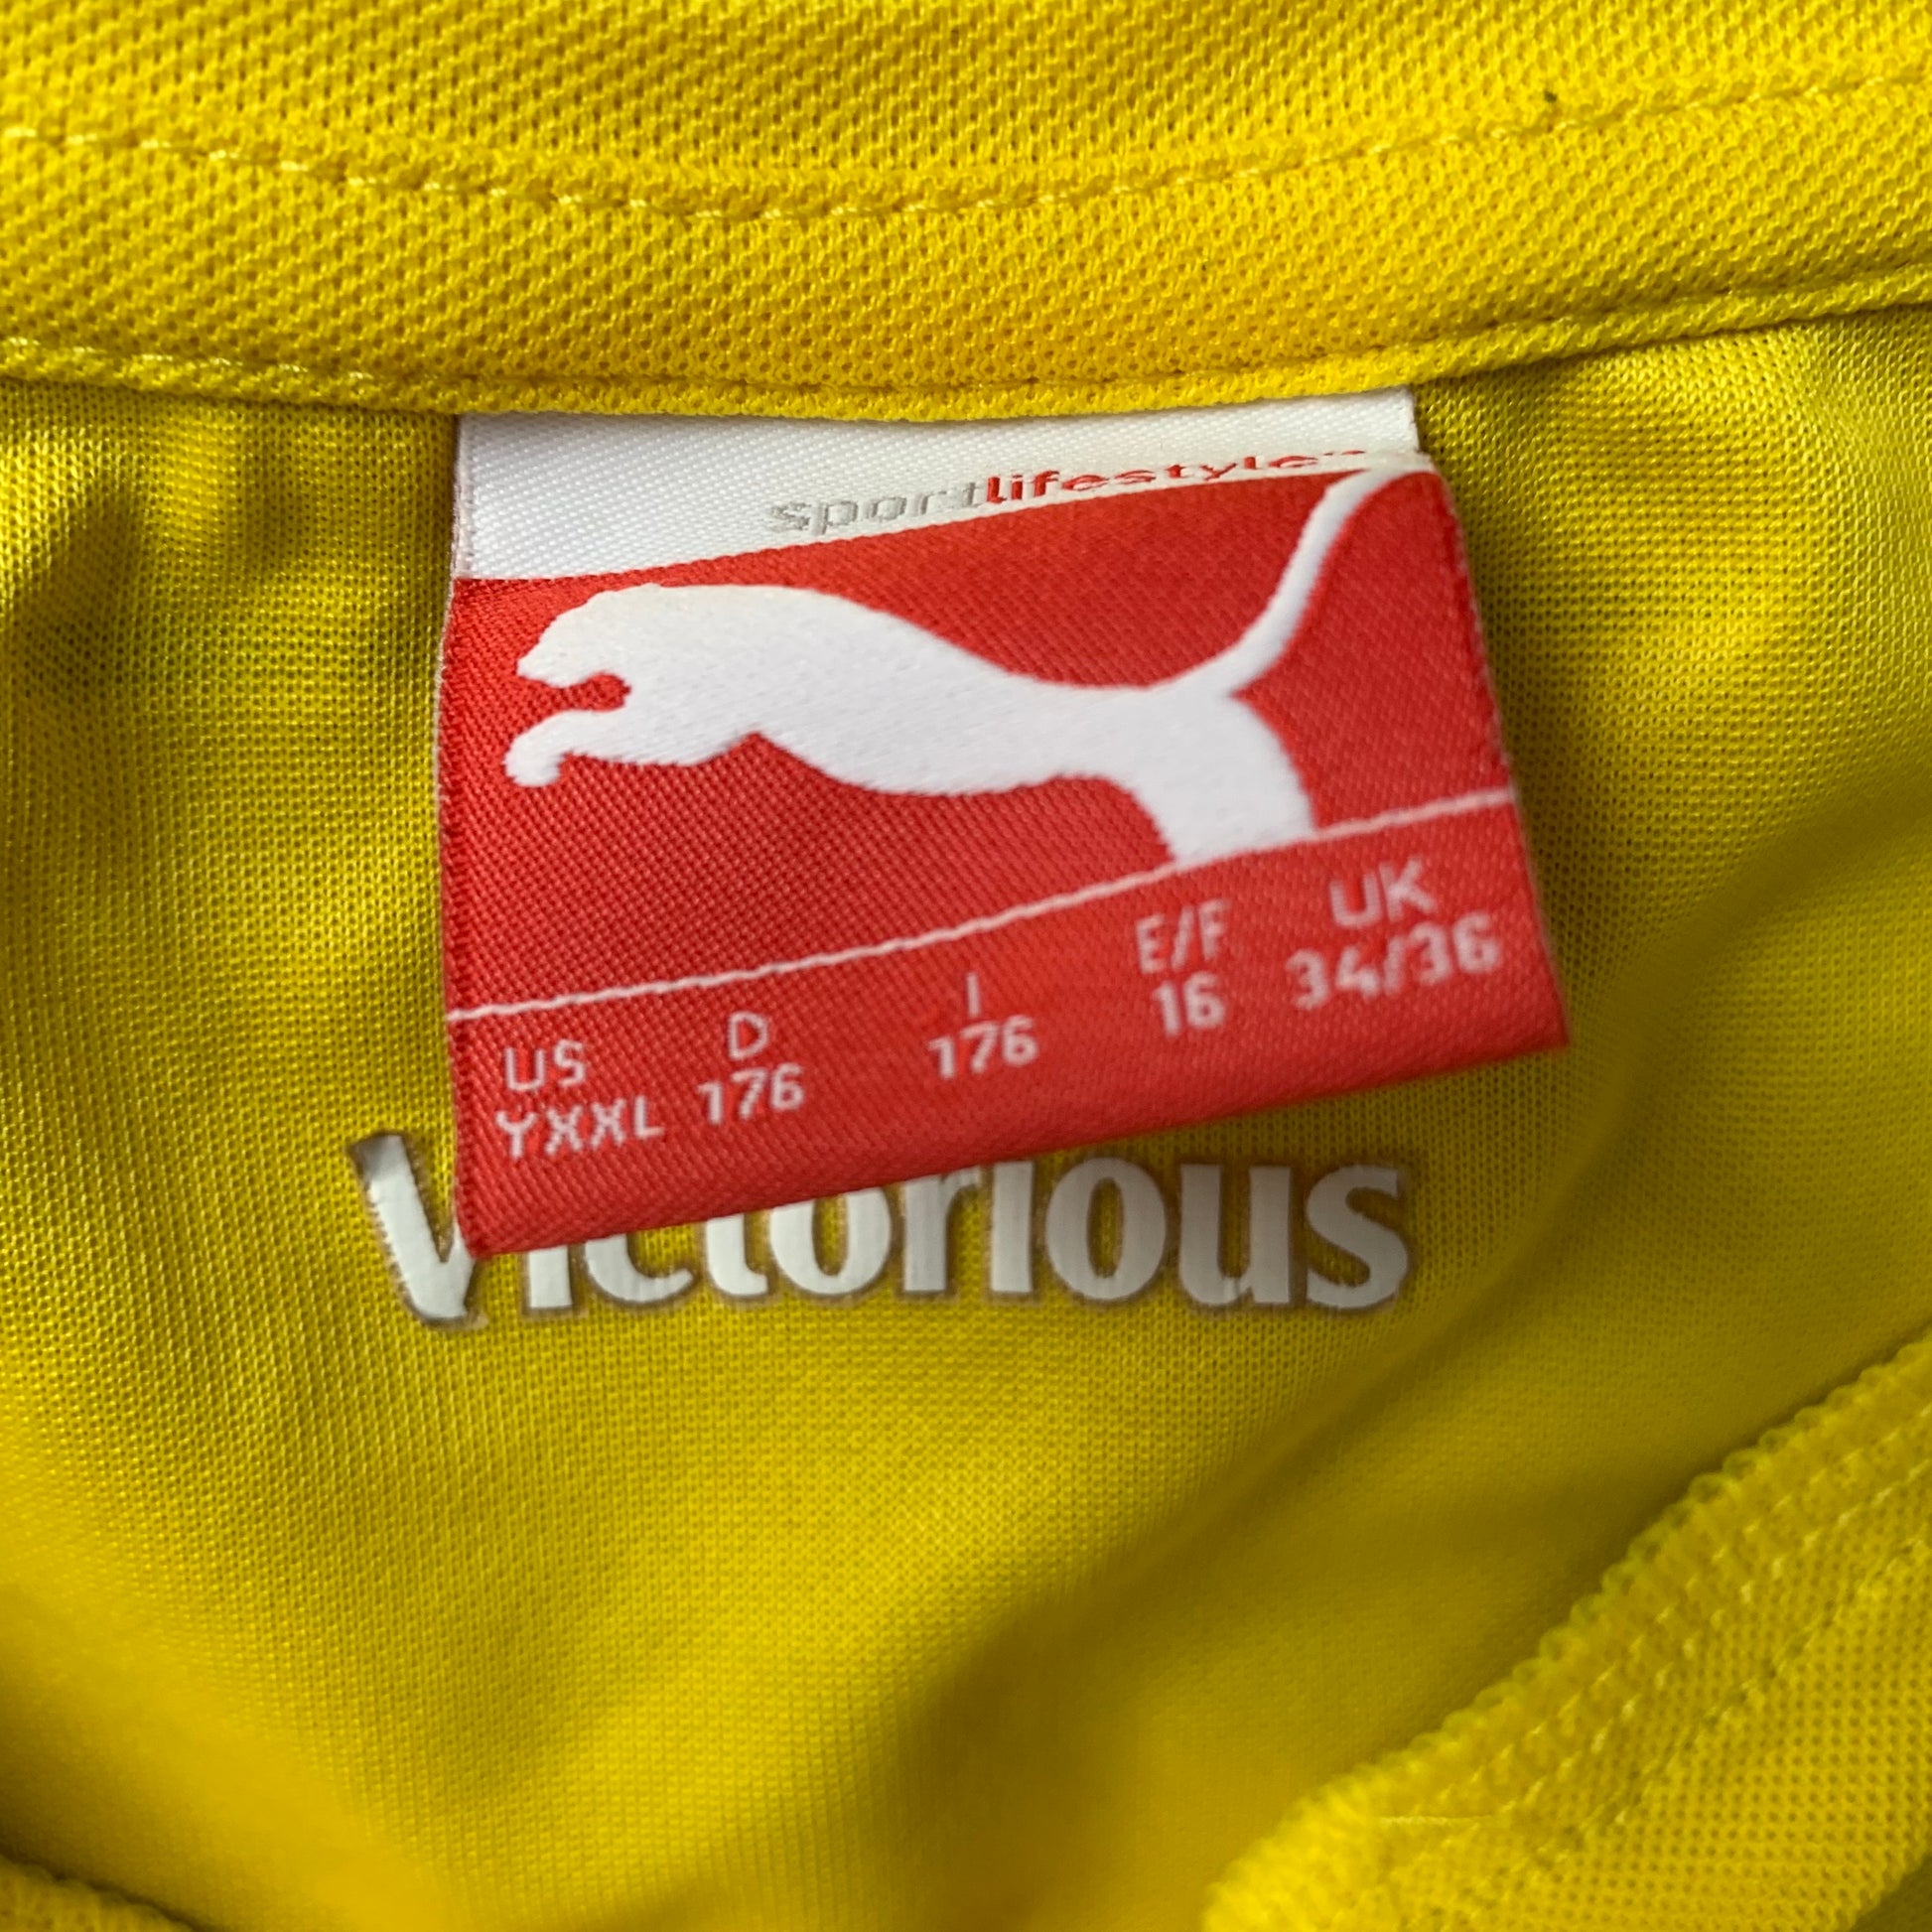 sportlifestyle
US D I E/F UK
YXXL 176 176 16 34/36
Victorious